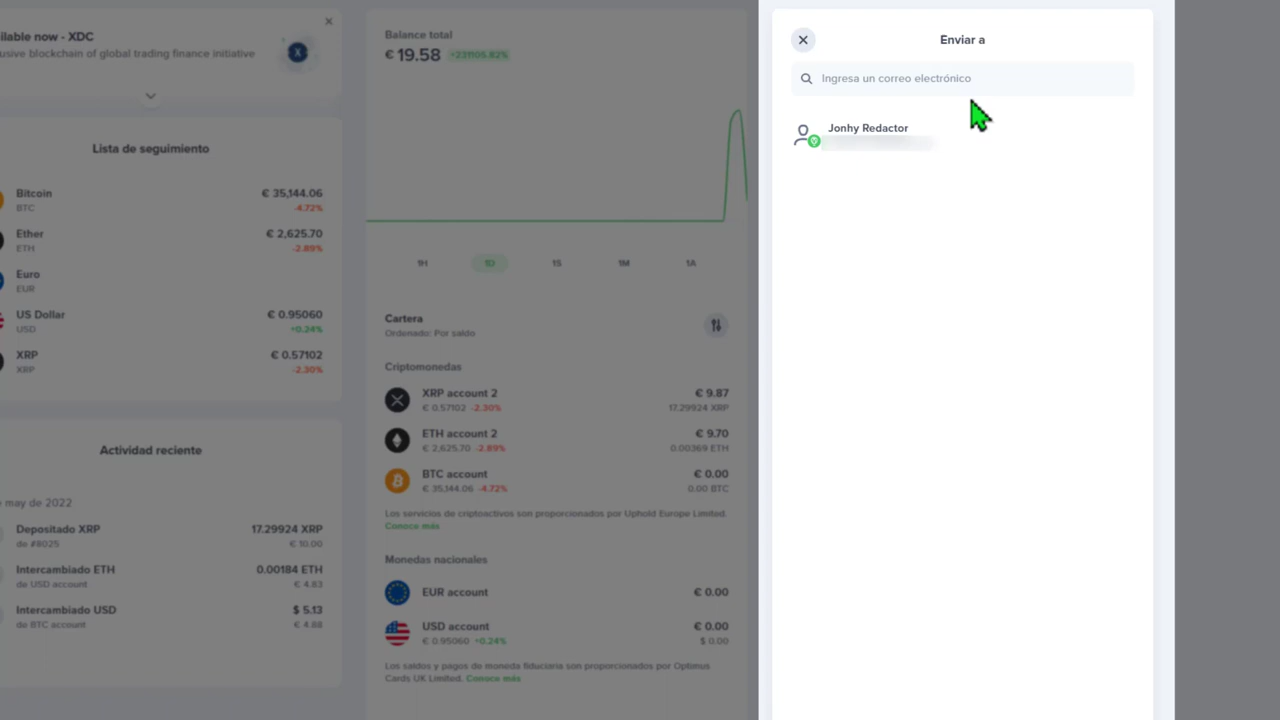 ilable now - XDC
usive blockchain of global trading finance initiative
Lista de seguimiento
Bitcoin € 35,144.06
BTC -4.72%
Ether € 2,625.70
ETH -2.89%
Euro
EUR
US Dollar € 0.95060
USD +0.24%
XRP € 0.57102
XRP -2.30%
Actividad reciente
may de 2022
Depositado XRP 17.29924 XRP
de #8025 € 10.00
Intercambiado ETH 0.00184 ETH
de USD account € 4.83
Intercambiado USD $ 5.13
de BTC account € 4.88
Balance total
€ 19.58 +231105.82%
1H 1D 1S 1M 1A
Cartera
Ordenado: Por saldo
Criptomonedas
XRP account 2 € 9.87
€ 0.57102 -2.30% 17.29924 XRP
ETH account 2 € 9.70
€ 2,625.70 -2.89% 0.00369 ETH
BTC account € 0.00
€ 35,144.06 -4.72% 0.00 BTC
Los servicios de criptoactivos son proporcionados por Uphold Europe Limited.
Conoce más
Monedas nacionales
EUR account € 0.00
USD account € 0.00
€ 0.95060 +0.24% $ 0.00
Los saldos y pagos de moneda fiduciaria son proporcionados por Optimus
Cards UK Limited. Conoce más
Enviar a
Ingresa un correo electrónico
Jonhy Redactor